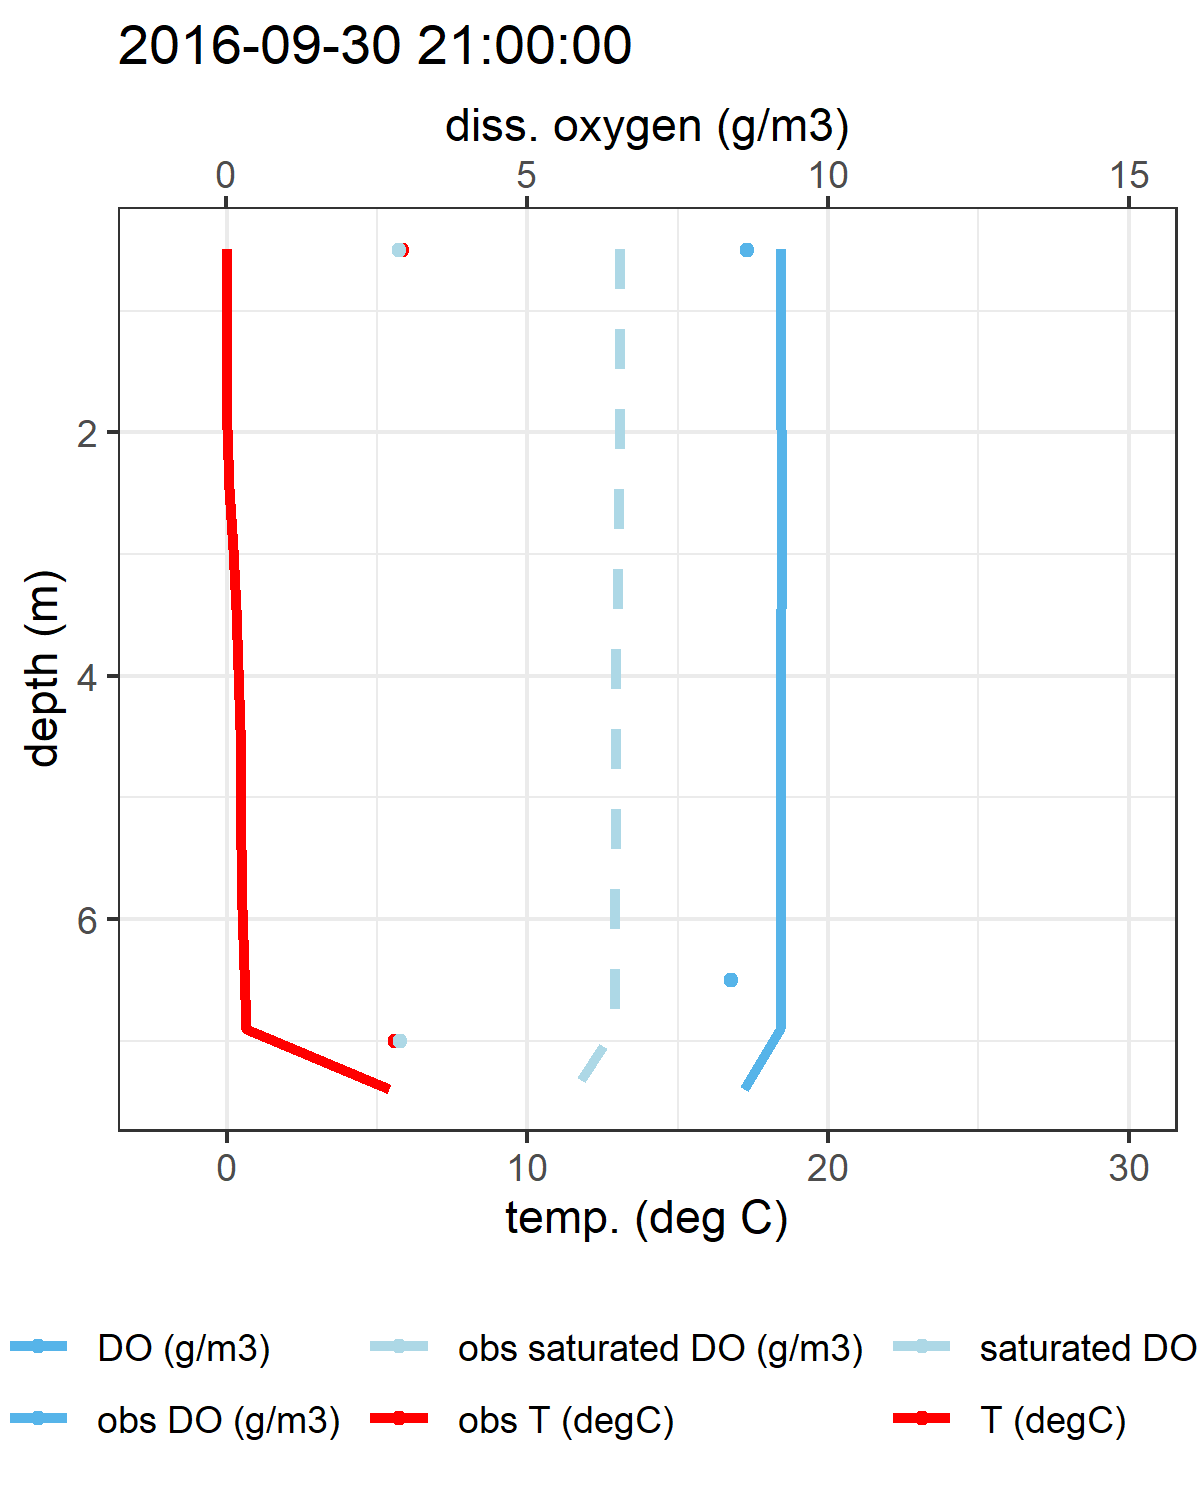 2016-09-30 21:00:00
diss. oxygen (g/m3)
0 5 10 15
2
4
6
depth (m)
0 10 20 30
temp. (deg C)
DO (g/m3) obs saturated DO (g/m3) saturated DO
obs DO (g/m3) obs T (degC) T (degC)